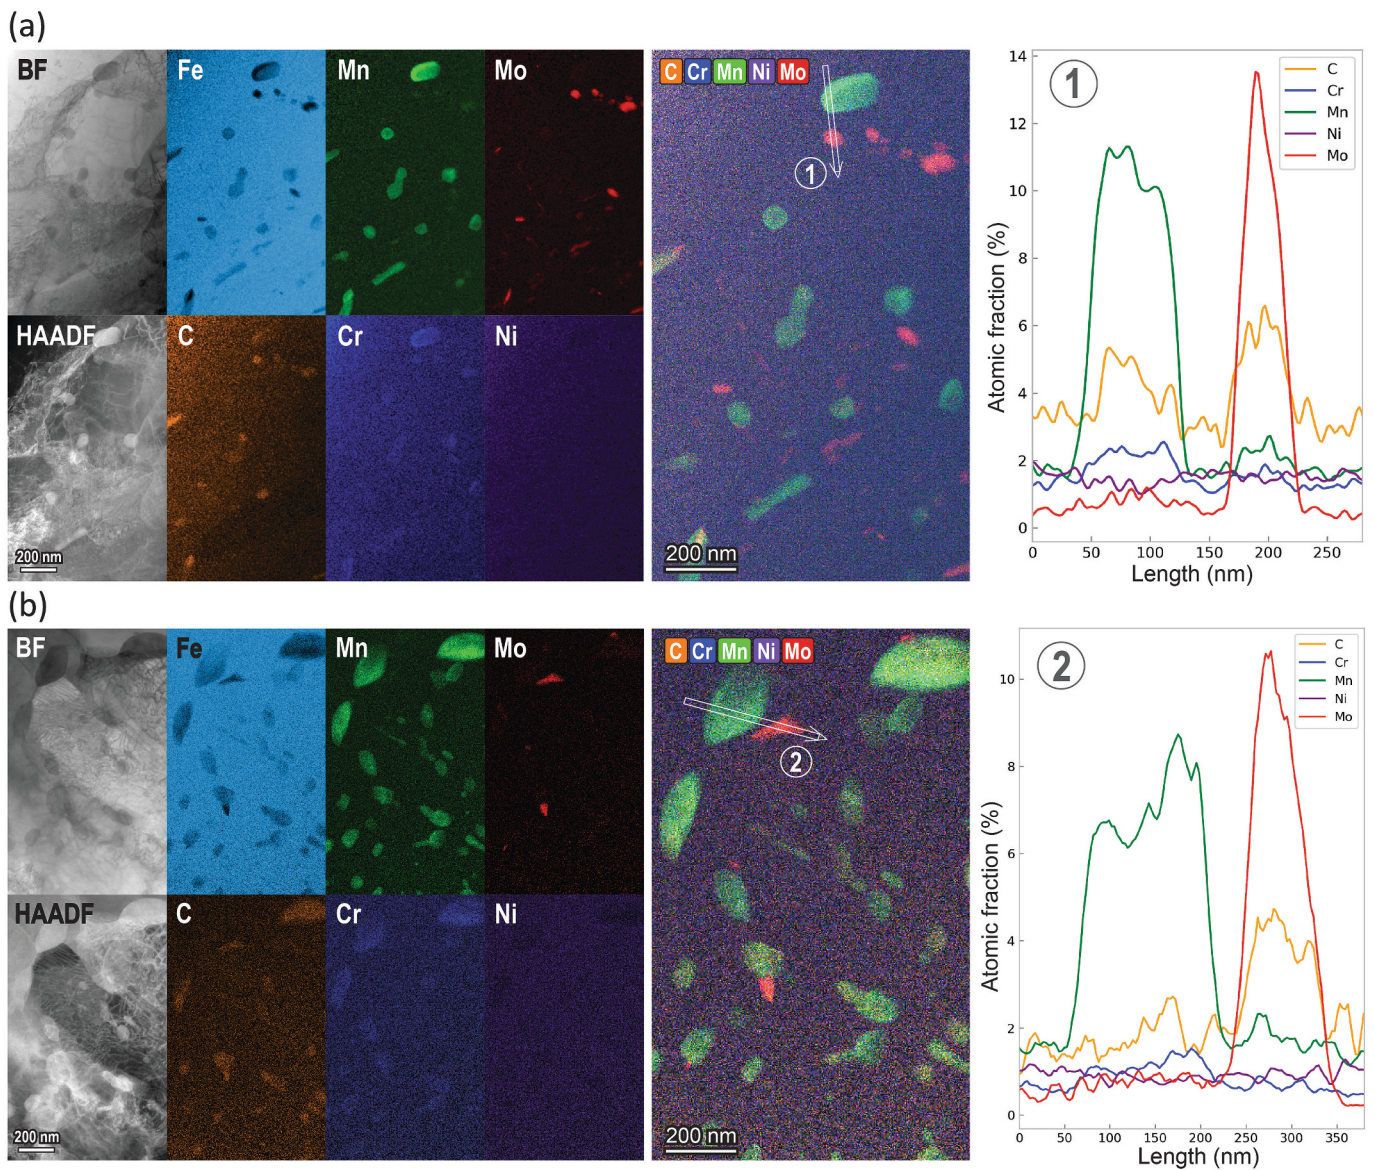 (a)
BF
Fe
Mn
Mo
HAADF
C
Cr
Ni
200 nm
C Cr Mn Ni Mo
1
200 nm
1
C
Cr
Mn
Ni
Mo
Atomic fraction (%)
14
12
10
8
6
4
2
0
0 50 100 150 200 250
Length (nm)
(b)
BF
Fe
Mn
Mo
HAADF
C
Cr
Ni
200 nm
C Cr Mn Ni Mo
2
200 nm
2
C
Cr
Mn
Ni
Mo
Atomic fraction (%)
10
8
6
4
2
0
0 50 100 150 200 250 300 350
Length (nm)